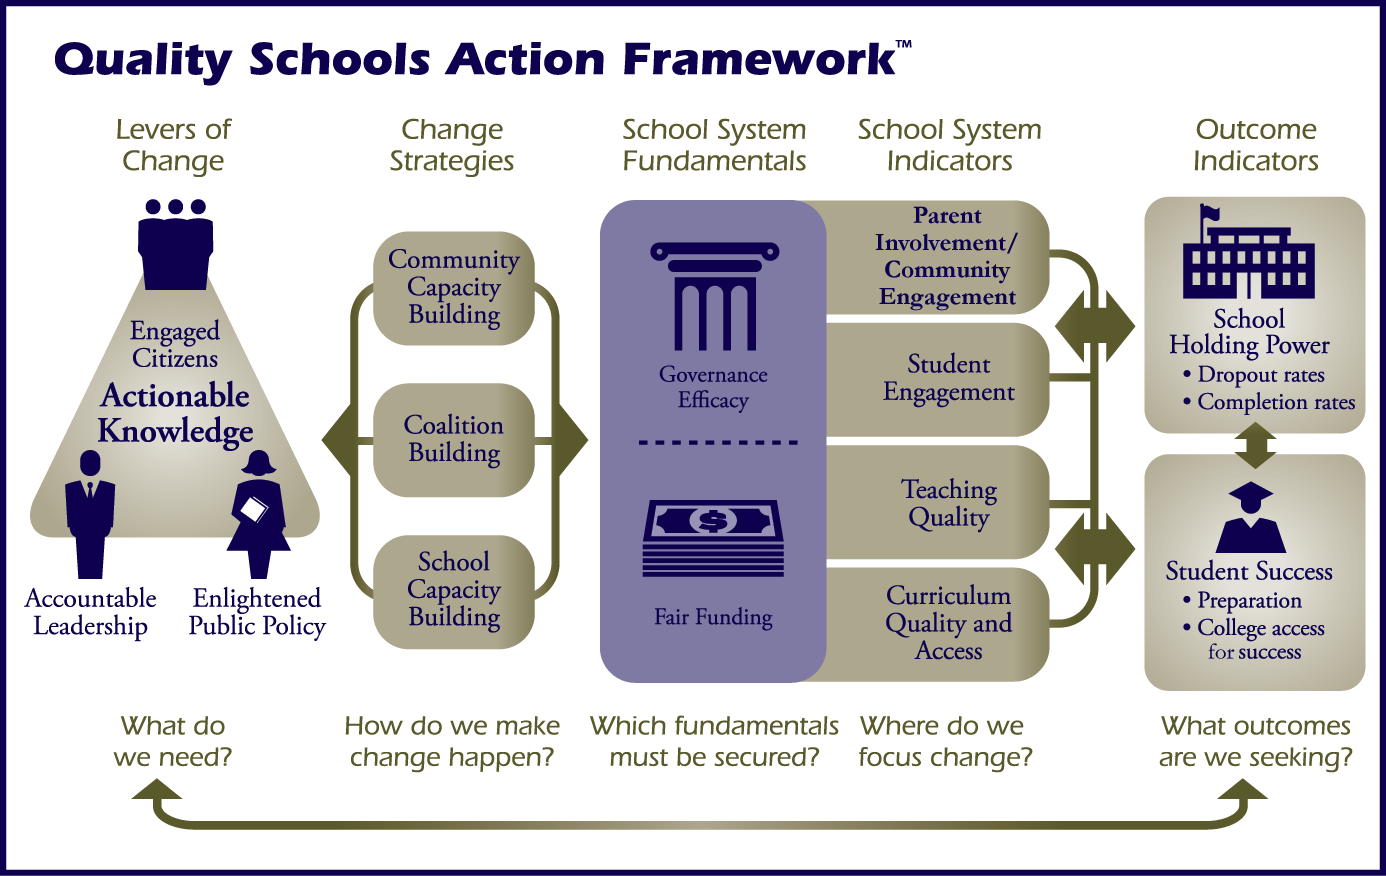 Quality Schools Action Framework™
Levers of
Change
Change
Strategies
School System
Fundamentals
School System
Indicators
Outcome
Indicators
Engaged
Citizens
Actionable
Knowledge
Accountable
Leadership
Enlightened
Public Policy
Community
Capacity
Building
Coalition
Building
School
Capacity
Building
Governance
Efficacy
$
Fair Funding
Parent
Involvement/
Community
Engagement
Student
Engagement
Teaching
Quality
Curriculum
Quality and
Access
School
Holding Power
• Dropout rates
• Completion rates
Student Success
• Preparation
• College access
for success
What do
we need?
How do we make
change happen?
Which fundamentals
must be secured?
Where do we
focus change?
What outcomes
are we seeking?